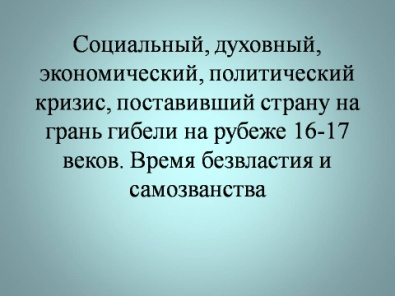 Социальный, духовный,
экономический, политический
кризис, поставивший страну на
грань гибели на рубеже 16-17
веков. Время безвластия и
самозванства